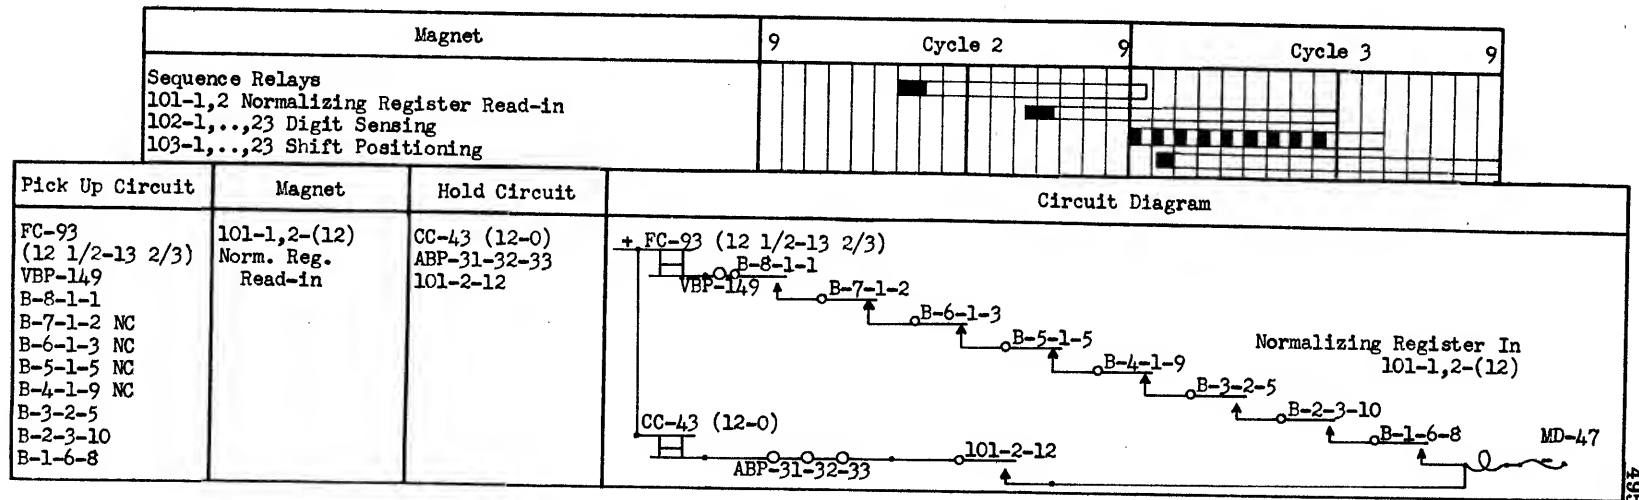 Magnet
9 Cycle 2 9 Cycle 3 9
Sequence Relays
101-1,2 Normalizing Register Read-in
102-1,..,23 Digit Sensing
103-1,..,23 Shift Positioning
Pick Up Circuit
Magnet
Hold Circuit
Circuit Diagram
FC-93
(12 1/2-13 2/3)
VBP-149
B-8-1-1
B-7-1-2 NC
B-6-1-3 NC
B-5-1-5 NC
B-4-1-9 NC
B-3-2-5
B-2-3-10
B-1-6-8
101-1,2-(12)
Norm. Reg.
Read-in
CC-43 (12-0)
ABP-31-32-33
101-2-12
+ FC-93 (12 1/2-13 2/3)
B-8-1-1
VBP-149
B-7-1-2
B-6-1-3
B-5-1-5
B-4-1-9
B-3-2-5
B-2-3-10
B-1-6-8
Normalizing Register In
101-1,2-(12)
MD-47
CC-43 (12-0)
ABP-31-32-33
101-2-12
495